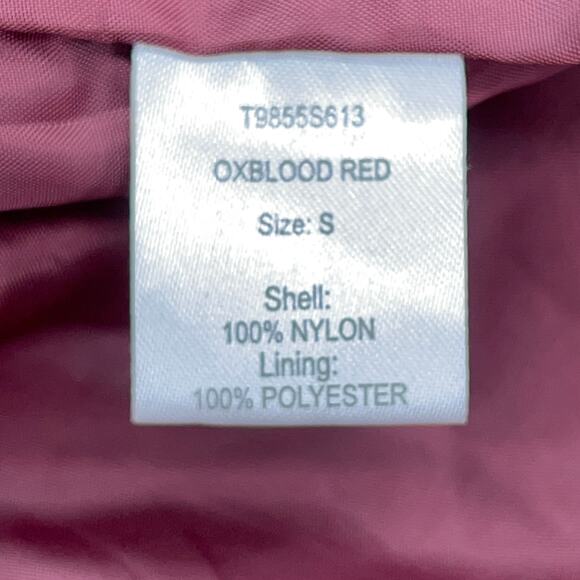 T9855S613
OXBLOOD RED
Size: S
Shell:
100% NYLON
Lining:
100% POLYESTER